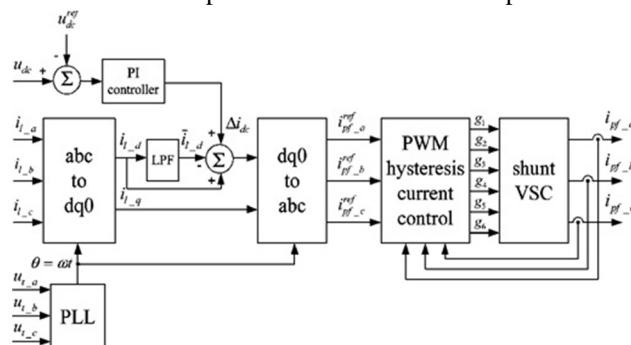 u_dc^ref
-
u_dc + Σ
PI
controller
Δi_dc
i_l_a
i_l_b
i_l_c
abc
to
dq0
i_l_d
LPF
ī_l_d
+
-
+
Σ
i_l_q
dq0
to
abc
i_pf_a^ref
i_pf_b^ref
i_pf_c^ref
PWM
hysteresis
current
control
g₁
g₂
g₃
g₄
g₅
g₆
shunt
VSC
θ = ωt
u_t_a
u_t_b
u_t_c
PLL